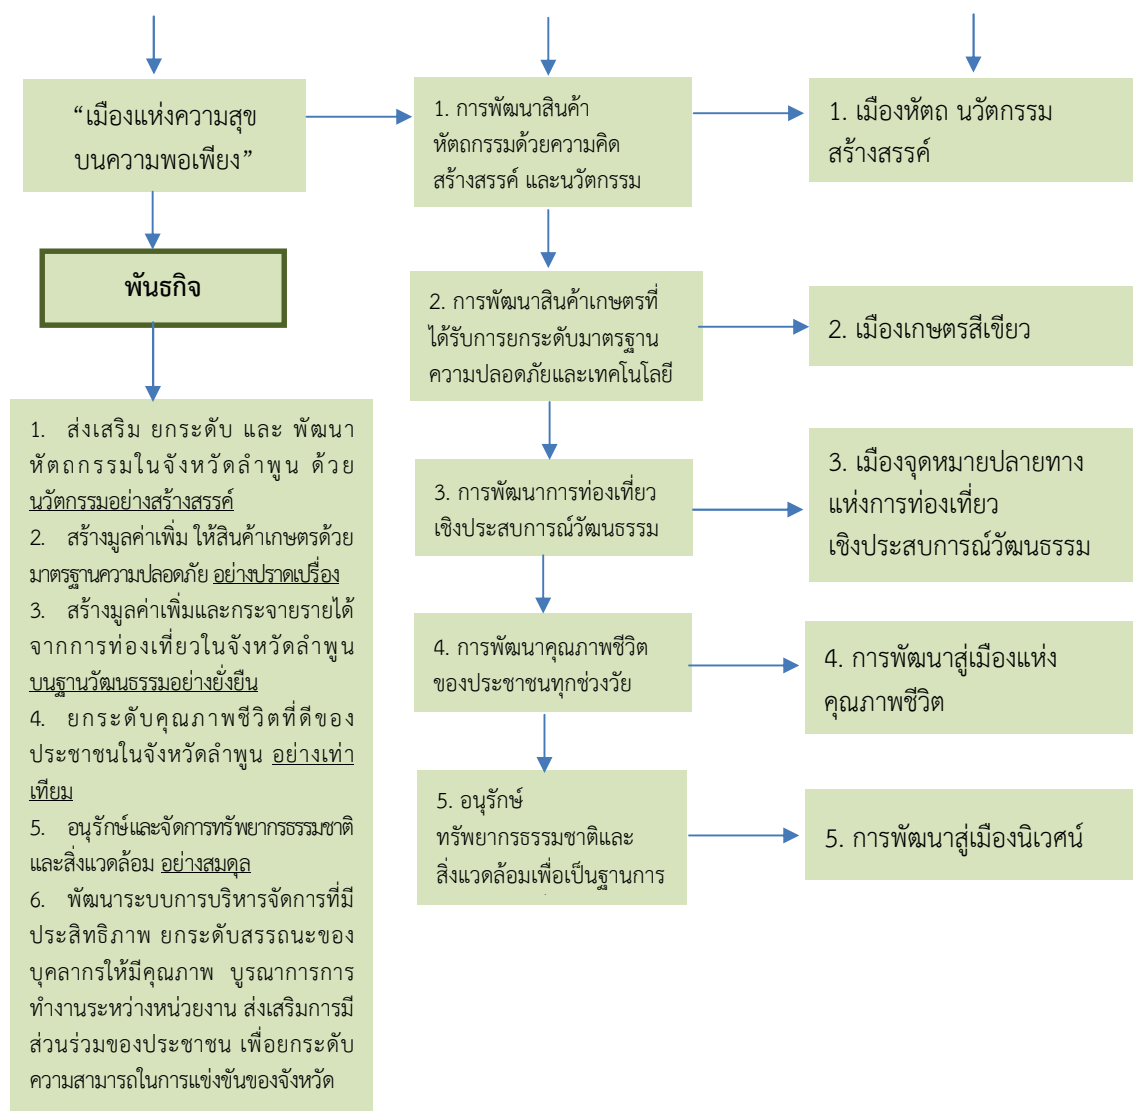 “เมืองแห่งความสุข
บนความพอเพียง”
พันธกิจ
1. ส่งเสริม ยกระดับ และ พัฒนา
หัตถกรรมในจังหวัดลำพูน ด้วย
นวัตกรรมอย่างสร้างสรรค์
2. สร้างมูลค่าเพิ่ม ให้สินค้าเกษตรด้วย
มาตรฐานความปลอดภัย อย่างปราดเปรื่อง
3. สร้างมูลค่าเพิ่มและกระจายรายได้
จากการท่องเที่ยวในจังหวัดลำพูน
บนฐานวัฒนธรรมอย่างยั่งยืน
4. ยกระดับคุณภาพชีวิตที่ดีของ
ประชาชนในจังหวัดลำพูน อย่างเท่า
เทียม
5. อนุรักษ์และจัดการทรัพยากรธรรมชาติ
และสิ่งแวดล้อม อย่างสมดุล
6. พัฒนาระบบการบริหารจัดการที่มี
ประสิทธิภาพ ยกระดับสรรถนะของ
บุคลากรให้มีคุณภาพ บูรณาการการ
ทำงานระหว่างหน่วยงาน ส่งเสริมการมี
ส่วนร่วมของประชาชน เพื่อยกระดับ
ความสามารถในการแข่งขันของจังหวัด
1. การพัฒนาสินค้า
หัตถกรรมด้วยความคิด
สร้างสรรค์ และนวัตกรรม
2. การพัฒนาสินค้าเกษตรที่
ได้รับการยกระดับมาตรฐาน
ความปลอดภัยและเทคโนโลยี
3. การพัฒนาการท่องเที่ยว
เชิงประสบการณ์วัฒนธรรม
4. การพัฒนาคุณภาพชีวิต
ของประชาชนทุกช่วงวัย
5. อนุรักษ์
ทรัพยากรธรรมชาติและ
สิ่งแวดล้อมเพื่อเป็นฐานการ
1. เมืองหัตถ นวัตกรรม
สร้างสรรค์
2. เมืองเกษตรสีเขียว
3. เมืองจุดหมายปลายทาง
แห่งการท่องเที่ยว
เชิงประสบการณ์วัฒนธรรม
4. การพัฒนาสู่เมืองแห่ง
คุณภาพชีวิต
5. การพัฒนาสู่เมืองนิเวศน์